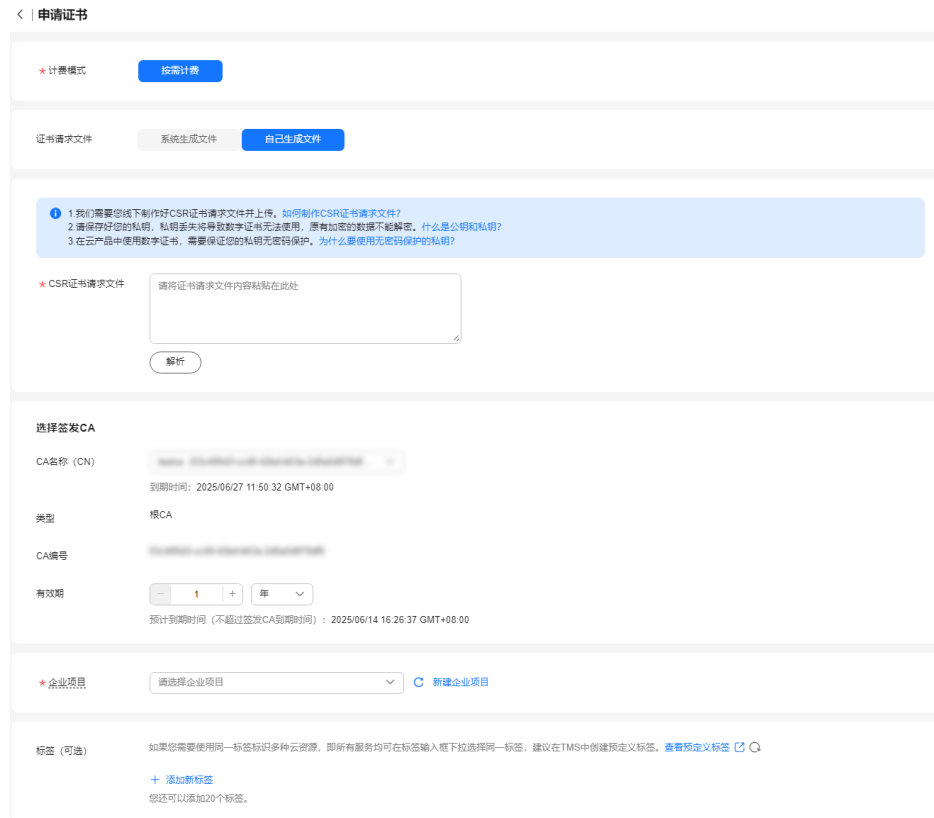 申请证书
* 计费模式 按需计费
证书请求文件 系统生成文件 自己生成文件
1.我们需要您线下制作好CSR证书请求文件并上传。如何制作CSR证书请求文件?
2.请保存好您的私钥，私钥丢失将导致数字证书无法使用，原有加密的数据不能解密。什么是公钥和私钥?
3.在云产品中使用数字证书，需要保证您的私钥无密码保护。为什么要使用无密码保护的私钥?
* CSR证书请求文件 请将证书请求文件内容粘贴在此处
解析
选择签发CA
CA名称（CN）
到期时间：2025/06/27 11:50:32 GMT+08:00
类型 根CA
CA编号
有效期 − 1 + 年
预计到期时间（不超过签发CA到期时间）：2025/06/14 16:26:37 GMT+08:00
* 企业项目 请选择企业项目 新建企业项目
标签（可选） 如果您需要使用同一标签标识多种云资源，即所有服务均可在标签输入框下拉选择同一标签，建议在TMS中创建预定义标签。查看预定义标签
+ 添加新标签
您还可以添加20个标签。